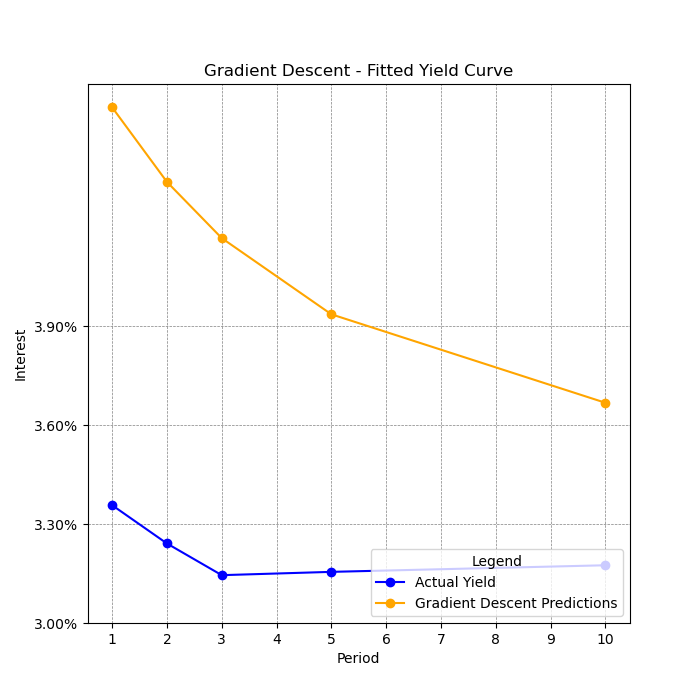 Gradient Descent - Fitted Yield Curve
Interest
3.90%
3.60%
3.30%
3.00%
Legend
Actual Yield
Gradient Descent Predictions
1 2 3 4 5 6 7 8 9 10
Period